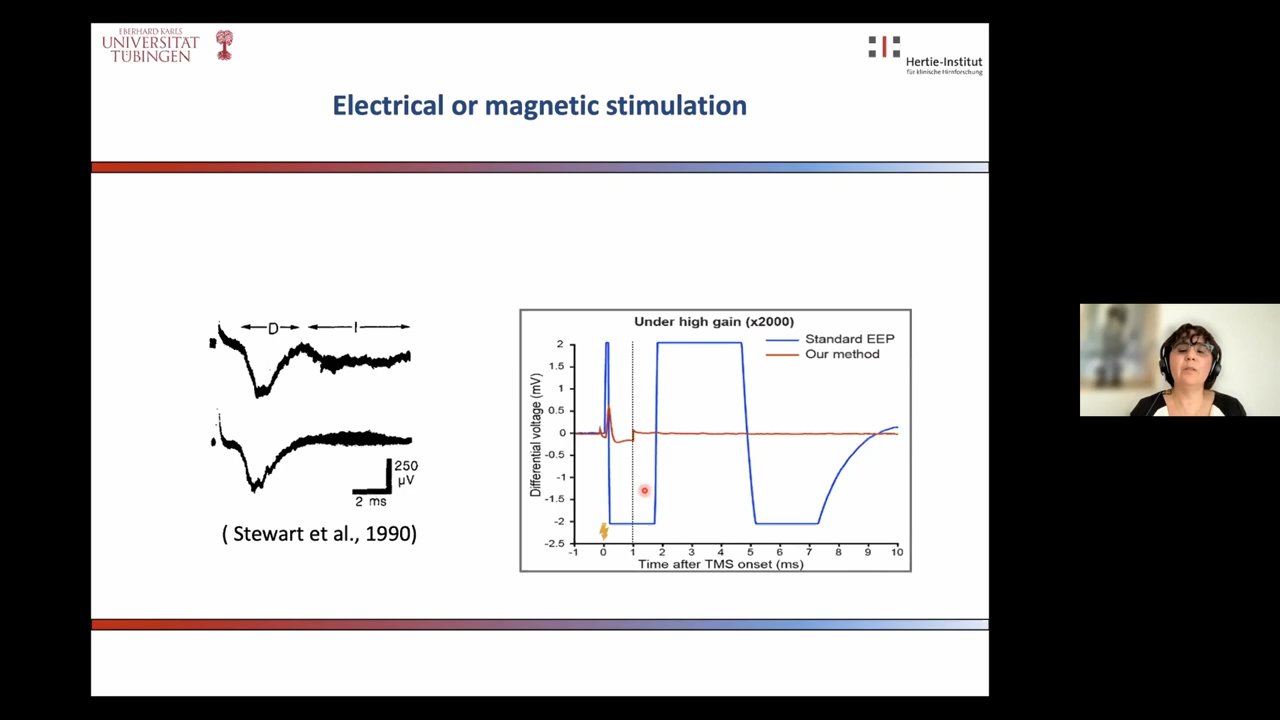 EBERHARD KARLS
UNIVERSITÄT
TÜBINGEN
Hertie-Institut
für klinische Hirnforschung
Electrical or magnetic stimulation
D
I
250
µV
2 ms
( Stewart et al., 1990)
Under high gain (x2000)
Standard EEP
Our method
Differential voltage (mV)
2
1.5
1
0.5
0
-0.5
-1
-1.5
-2
-2.5
-1 0 1 2 3 4 5 6 7 8 9 10
Time after TMS onset (ms)